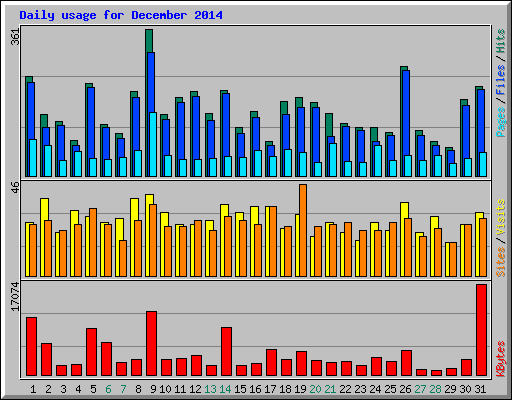 Daily usage for December 2014
361
Pages / Files / Hits
46
Sites / Visits
17074
KBytes
1 2 3 4 5 6 7 8 9 10 11 12 13 14 15 16 17 18 19 20 21 22 23 24 25 26 27 28 29 30 31